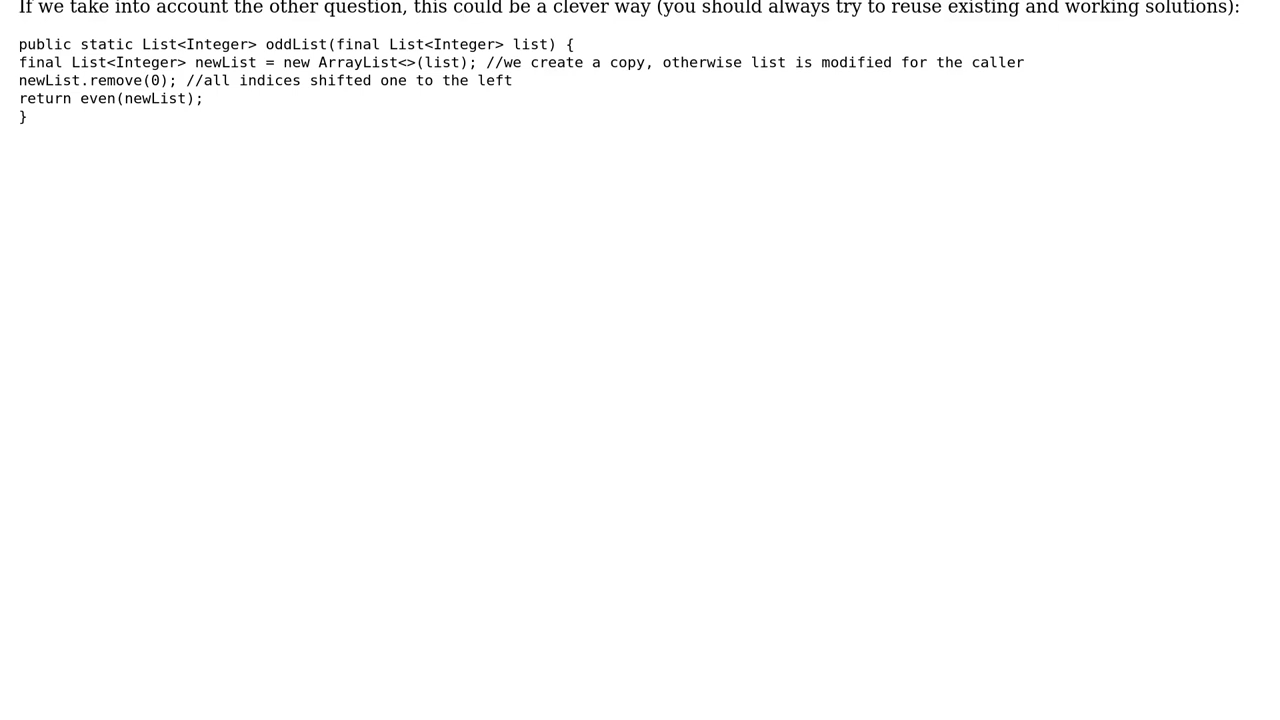 If we take into account the other question, this could be a clever way (you should always try to reuse existing and working solutions):
public static List<Integer> oddList(final List<Integer> list) {
final List<Integer> newList = new ArrayList<>(list); //we create a copy, otherwise list is modified for the caller
newList.remove(0); //all indices shifted one to the left
return even(newList);
}